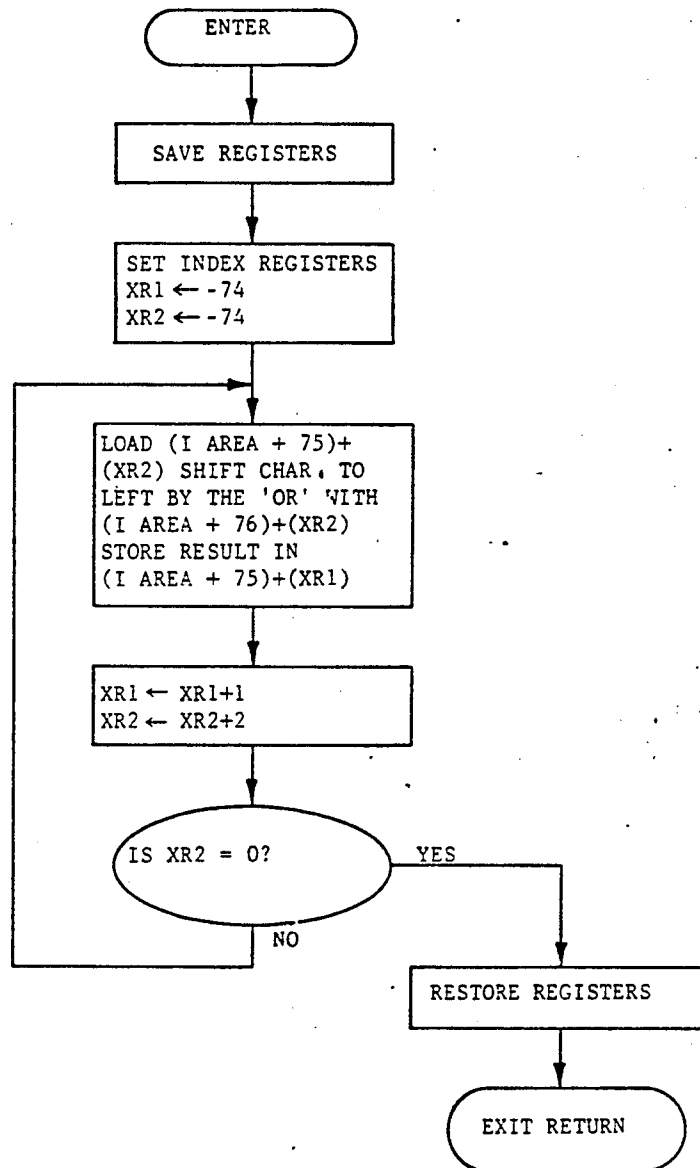 ENTER
SAVE REGISTERS
SET INDEX REGISTERS
XR1 ← -74
XR2 ← -74
LOAD (I AREA + 75)+
(XR2) SHIFT CHAR. TO
LEFT BY THE 'OR' WITH
(I AREA + 76)+(XR2)
STORE RESULT IN
(I AREA + 75)+(XR1)
XR1 ← XR1+1
XR2 ← XR2+2
IS XR2 = 0?
YES
NO
RESTORE REGISTERS
EXIT RETURN